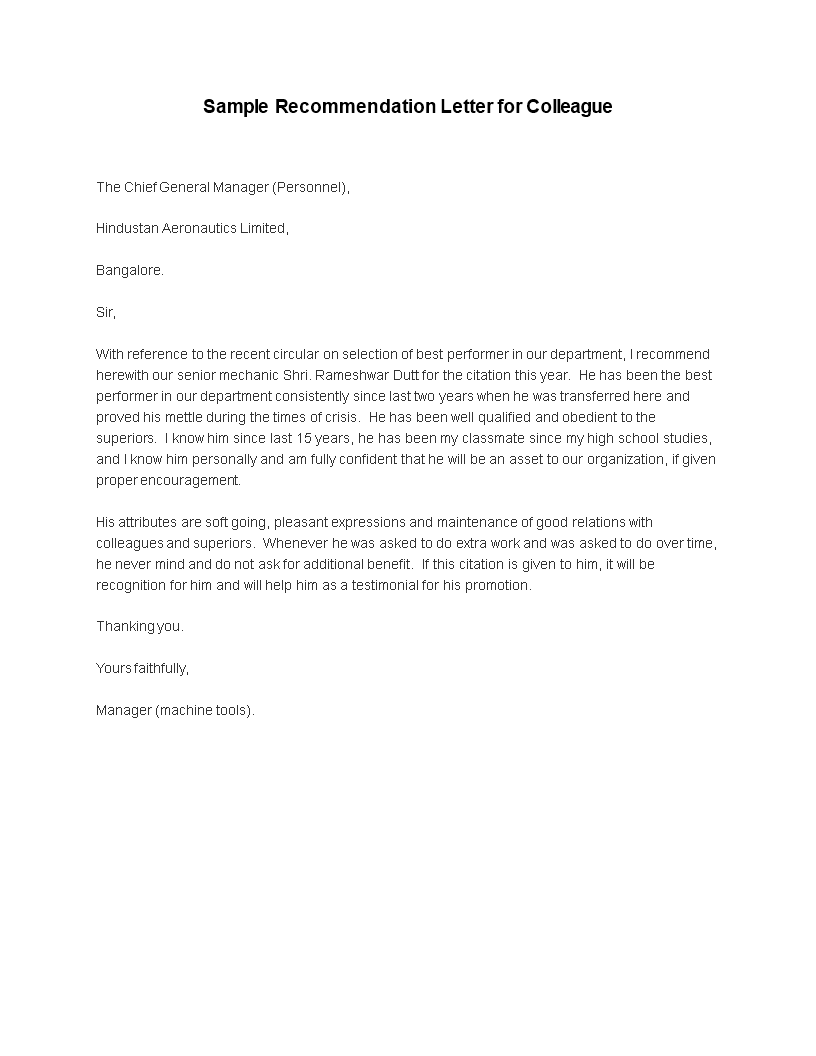 Sample Recommendation Letter for Colleague
The Chief General Manager (Personnel),
Hindustan Aeronautics Limited,
Bangalore.
Sir,
With reference to the recent circular on selection of best performer in our department, I recommend
herewith our senior mechanic Shri. Rameshwar Dutt for the citation this year.  He has been the best
performer in our department consistently since last two years when he was transferred here and
proved his mettle during the times of crisis.  He has been well qualified and obedient to the
superiors.  I know him since last 15 years, he has been my classmate since my high school studies,
and I know him personally and am fully confident that he will be an asset to our organization, if given
proper encouragement.
His attributes are soft going, pleasant expressions and maintenance of good relations with
colleagues and superiors.  Whenever he was asked to do extra work and was asked to do over time,
he never mind and do not ask for additional benefit.  If this citation is given to him, it will be
recognition for him and will help him as a testimonial for his promotion.
Thanking you.
Yours faithfully,
Manager (machine tools).